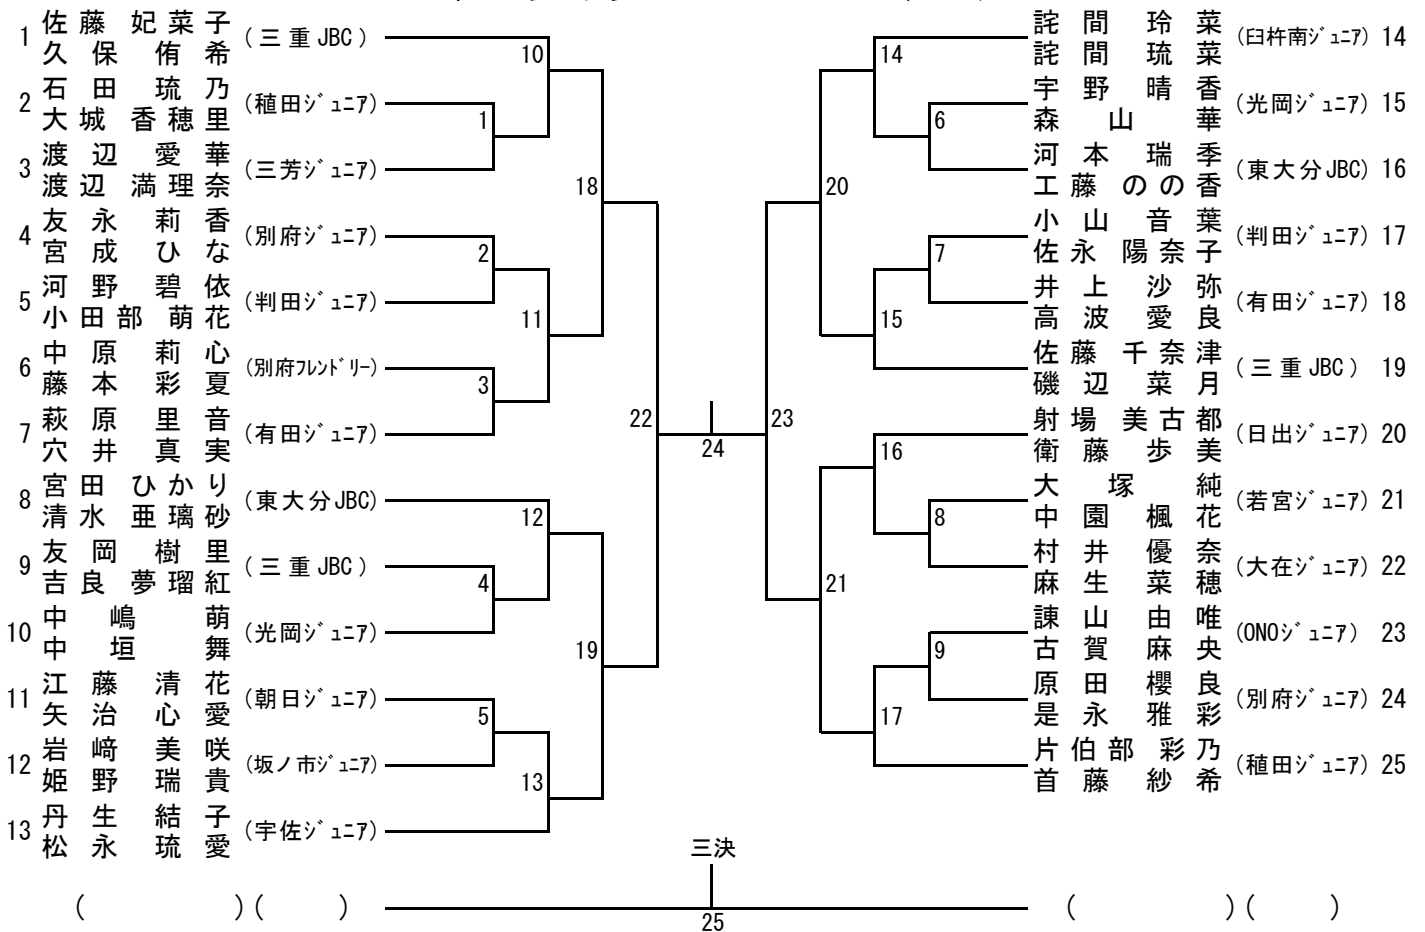 1 佐藤 妃菜子 (三重JBC)
久保 侑希
2 石田 琉乃 (稙田ジュニア)
大城 香穂里
3 渡辺 愛華 (三芳ジュニア)
渡辺 満理奈
4 友永 莉香 (別府ジュニア)
宮成 ひな
5 河野 碧依 (判田ジュニア)
小田部 萌花
6 中原 莉心 (別府フレンドリー)
藤本 彩夏
7 萩原 里音 (有田ジュニア)
穴井 真実
8 宮田 ひかり (東大分JBC)
清水 亜璃砂
9 友岡 樹里 (三重JBC)
吉良 夢瑠紅
10 中嶋 萌 (光岡ジュニア)
中垣 舞
11 江藤 清花 (朝日ジュニア)
矢治 心愛
12 岩﨑 美咲 (坂ノ市ジュニア)
姫野 瑞貴
13 丹生 結子 (宇佐ジュニア)
松永 琉愛
10
1
18
2
11
3
22
12
4
19
5
13
24
14
6
20
7
15
23
16
8
21
9
17
詫間 玲菜 (臼杵南ジュニア) 14
詫間 琉菜
宇野 晴香 (光岡ジュニア) 15
森山 華
河本 瑞季 (東大分JBC) 16
工藤 のの香
小山 音葉 (判田ジュニア) 17
佐永 陽奈子
井上 沙弥 (有田ジュニア) 18
高波 愛良
佐藤 千奈津 (三重JBC) 19
磯辺 菜月
射場 美古都 (日出ジュニア) 20
衛藤 歩美
大塚 純 (若宮ジュニア) 21
中園 楓花
村井 優奈 (大在ジュニア) 22
麻生 菜穂
諌山 由唯 (ONOジュニア) 23
古賀 麻央
原田 櫻良 (別府ジュニア) 24
是永 雅彩
片伯部 彩乃 (稙田ジュニア) 25
首藤 紗希
三決
( ) ( ) 25 ( ) ( )